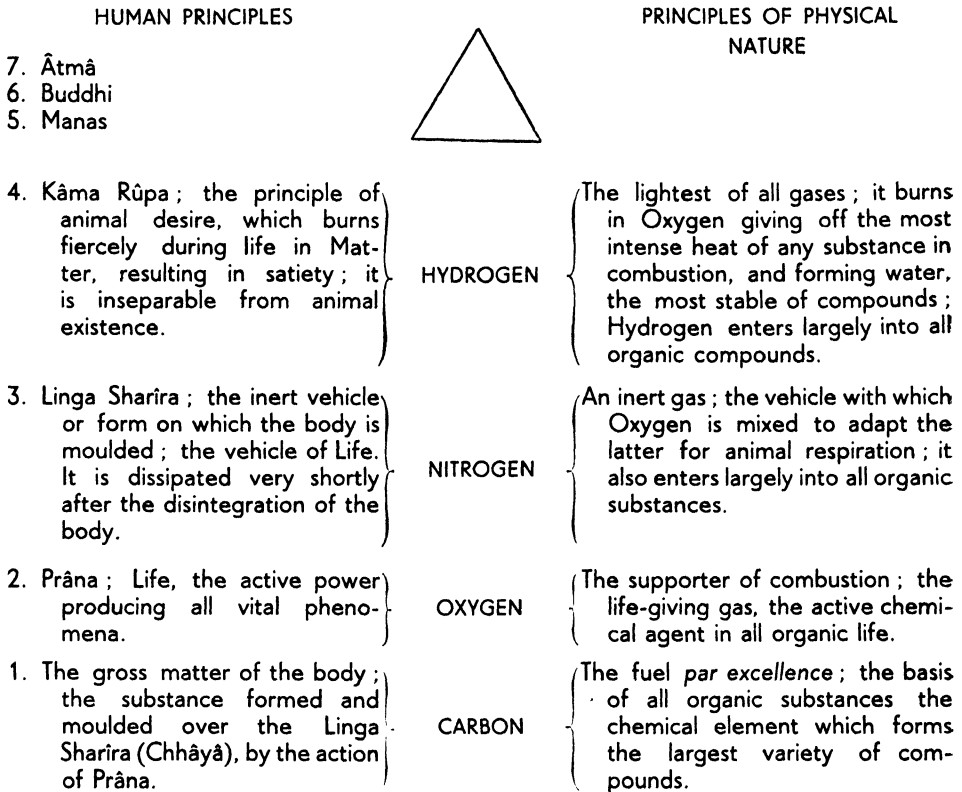 HUMAN PRINCIPLES
PRINCIPLES OF PHYSICAL
NATURE
7. Âtmâ
6. Buddhi
5. Manas
4. Kâma Rûpa ; the principle of
animal desire, which burns
fiercely during life in Mat-
ter, resulting in satiety ; it
is inseparable from animal
existence.
HYDROGEN
The lightest of all gases ; it burns
in Oxygen giving off the most
intense heat of any substance in
combustion, and forming water,
the most stable of compounds ;
Hydrogen enters largely into all
organic compounds.
3. Linga Sharîra ; the inert vehicle
or form on which the body is
moulded ; the vehicle of Life.
It is dissipated very shortly
after the disintegration of the
body.
NITROGEN
An inert gas ; the vehicle with which
Oxygen is mixed to adapt the
latter for animal respiration ; it
also enters largely into all organic
substances.
2. Prâna ; Life, the active power
producing all vital pheno-
mena.
OXYGEN
The supporter of combustion ; the
life-giving gas, the active chemi-
cal agent in all organic life.
1. The gross matter of the body ;
the substance formed and
moulded over the Linga
Sharîra (Chhâyâ), by the action
of Prâna.
CARBON
The fuel par excellence ; the basis
of all organic substances the
chemical element which forms
the largest variety of com-
pounds.